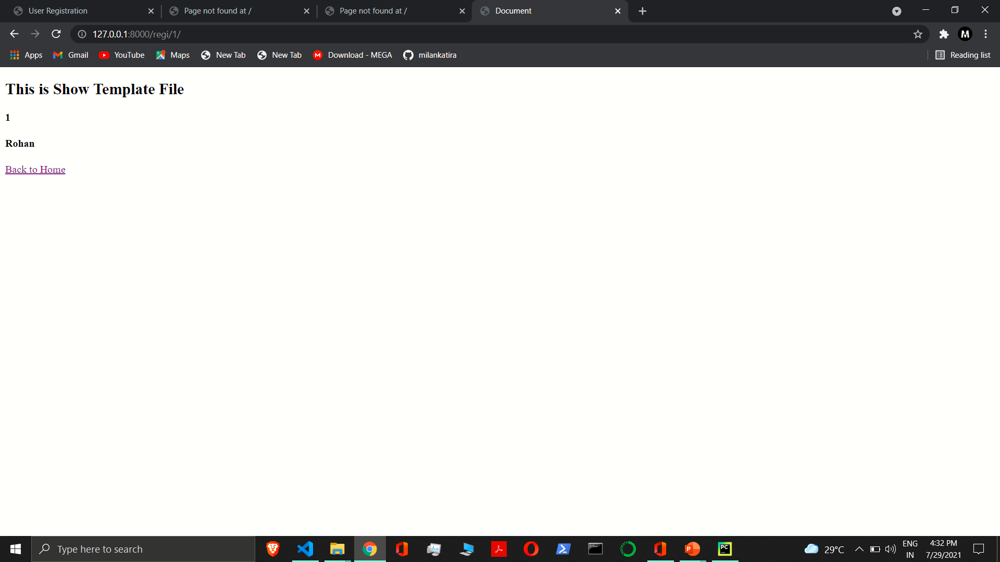 User Registration
Page not found at /
Page not found at /
Document
127.0.0.1:8000/regi/1/
Apps
Gmail
YouTube
Maps
New Tab
New Tab
Download - MEGA
milankatira
Reading list
This is Show Template File
1
Rohan
Back to Home
Type here to search
29°C
ENG
IN
4:32 PM
7/29/2021